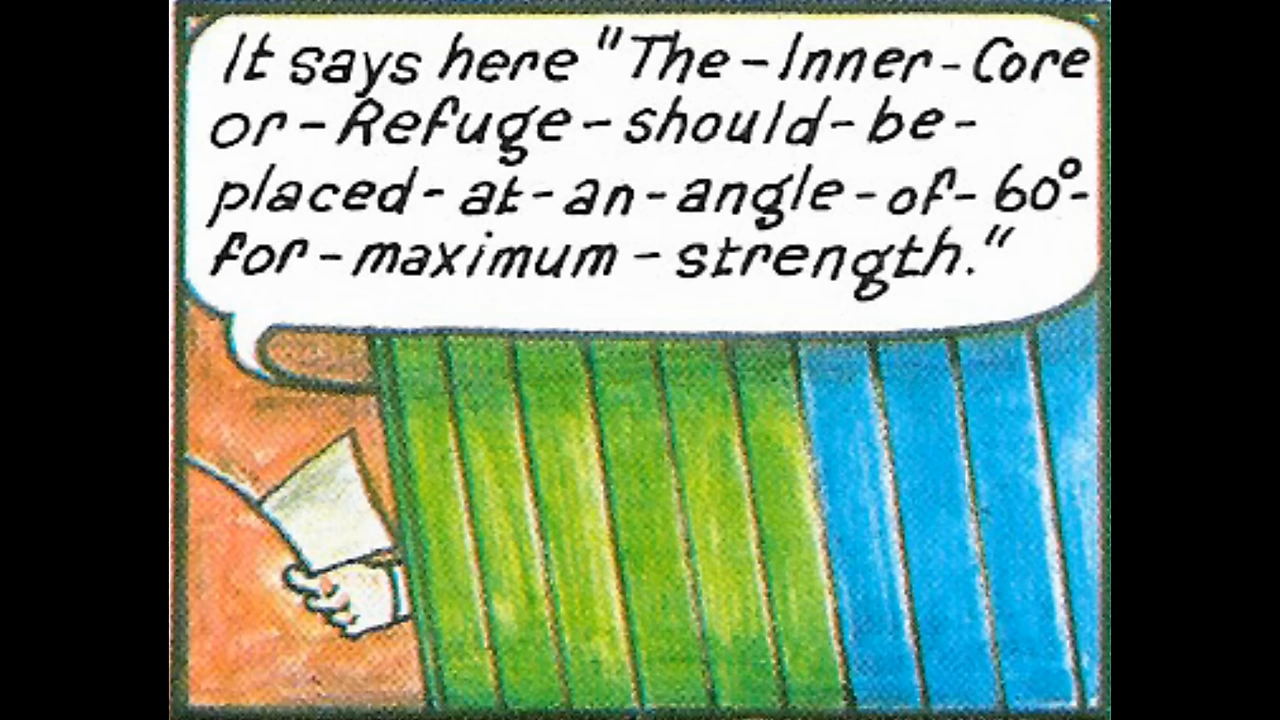 It says here "The-Inner-Core
or-Refuge-should-be-
placed-at-an-angle-of-60°-
for-maximum-strength."